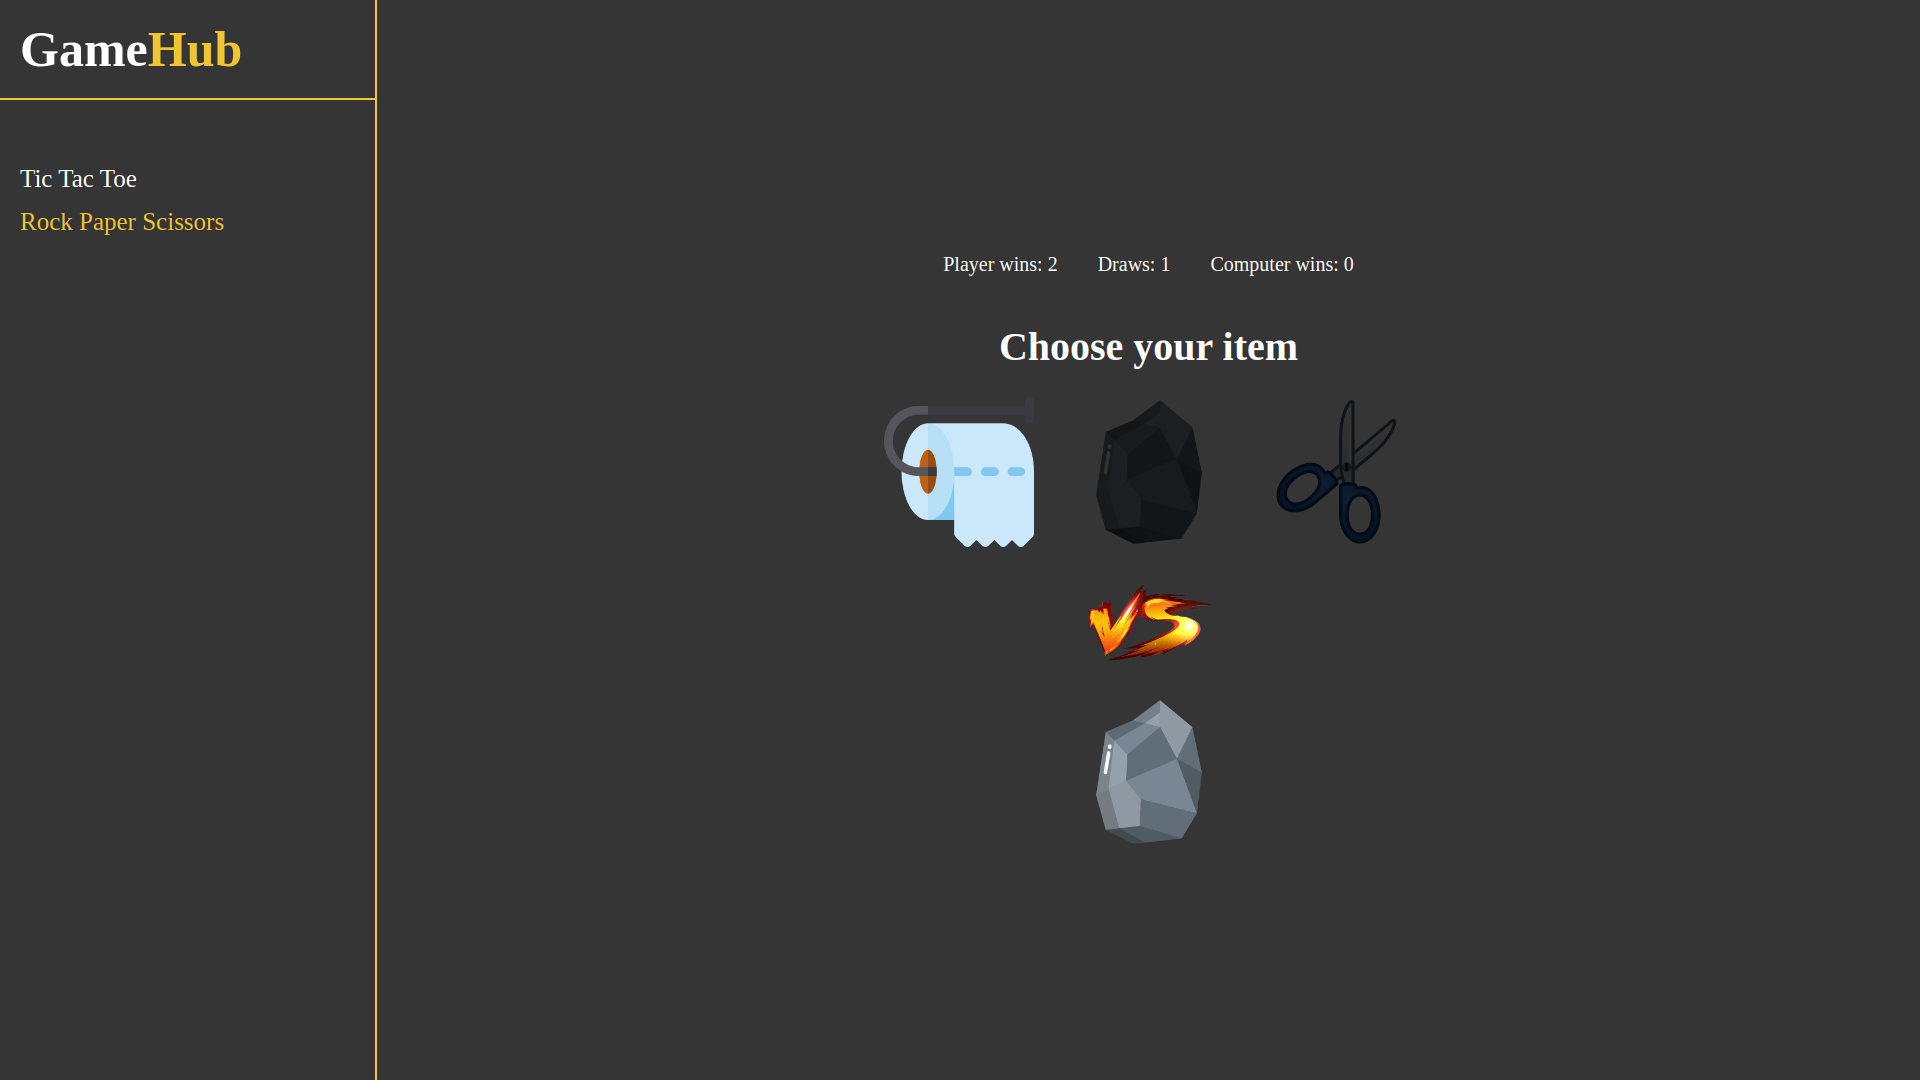 GameHub
Tic Tac Toe
Rock Paper Scissors
Player wins: 2 Draws: 1 Computer wins: 0
Choose your item
VS